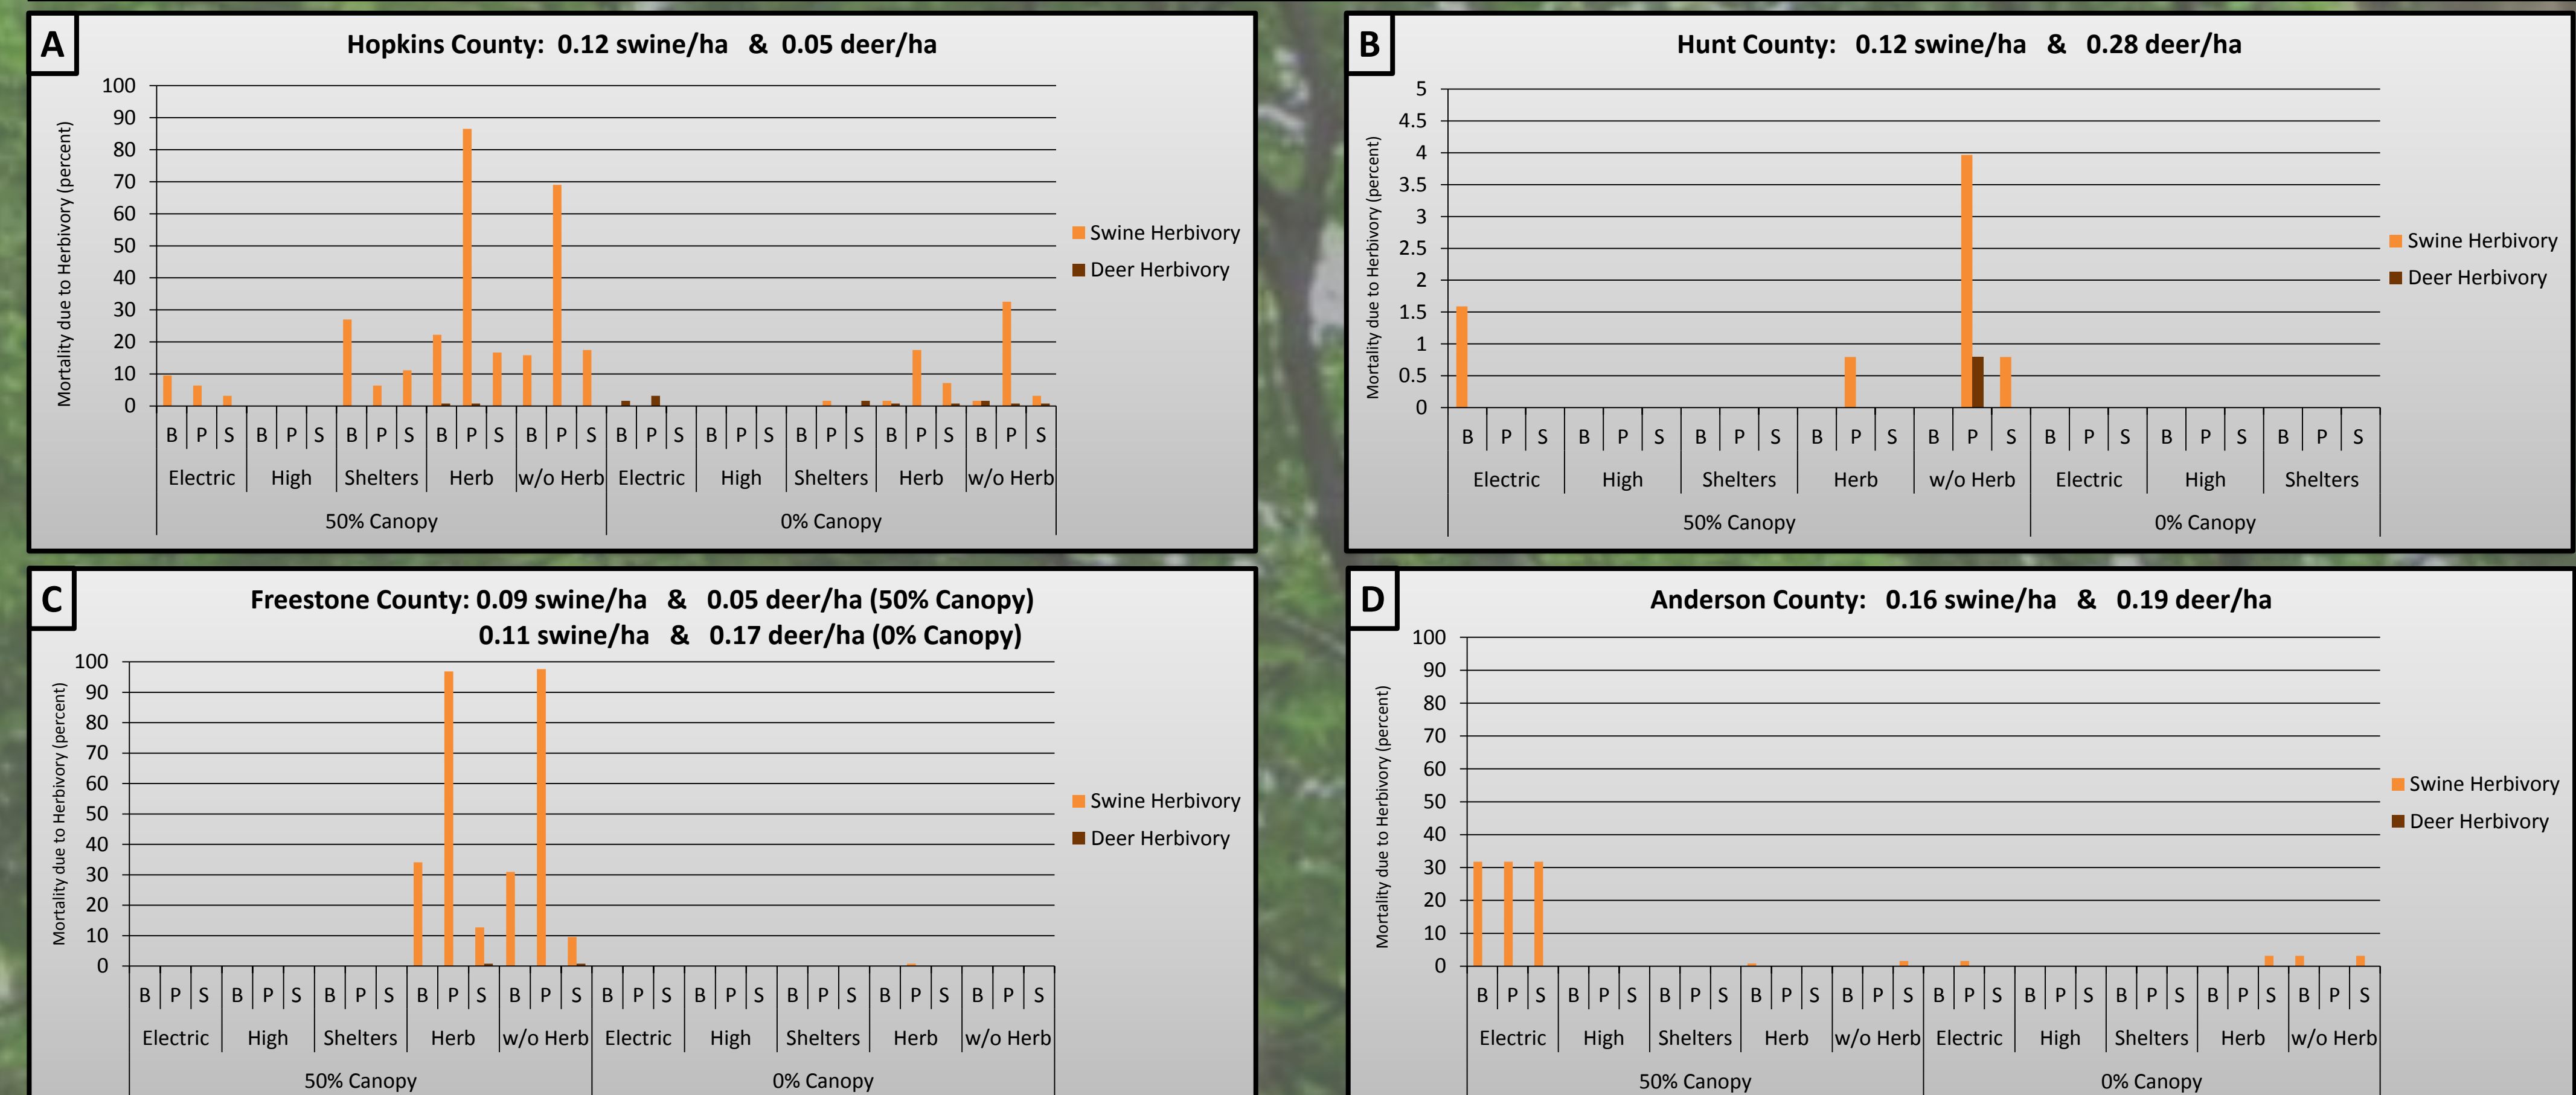 A
Hopkins County: 0.12 swine/ha & 0.05 deer/ha
Mortality due to Herbivory (percent)
100
90
80
70
60
50
40
30
20
10
0
B P S B P S B P S B P S B P S B P S B P S B P S B P S B P S
Electric High Shelters Herb w/o Herb Electric High Shelters Herb w/o Herb
50% Canopy 0% Canopy
Swine Herbivory
Deer Herbivory
B
Hunt County: 0.12 swine/ha & 0.28 deer/ha
Mortality due to Herbivory (percent)
5
4.5
4
3.5
3
2.5
2
1.5
1
0.5
0
B P S B P S B P S B P S B P S B P S B P S B P S
Electric High Shelters Herb w/o Herb Electric High Shelters
50% Canopy 0% Canopy
Swine Herbivory
Deer Herbivory
C
Freestone County: 0.09 swine/ha & 0.05 deer/ha (50% Canopy)
0.11 swine/ha & 0.17 deer/ha (0% Canopy)
Mortality due to Herbivory (percent)
100
90
80
70
60
50
40
30
20
10
0
B P S B P S B P S B P S B P S B P S B P S B P S B P S B P S
Electric High Shelters Herb w/o Herb Electric High Shelters Herb w/o Herb
50% Canopy 0% Canopy
Swine Herbivory
Deer Herbivory
D
Anderson County: 0.16 swine/ha & 0.19 deer/ha
Mortality due to Herbivory (percent)
100
90
80
70
60
50
40
30
20
10
0
B P S B P S B P S B P S B P S B P S B P S B P S B P S B P S
Electric High Shelters Herb w/o Herb Electric High Shelters Herb w/o Herb
50% Canopy 0% Canopy
Swine Herbivory
Deer Herbivory